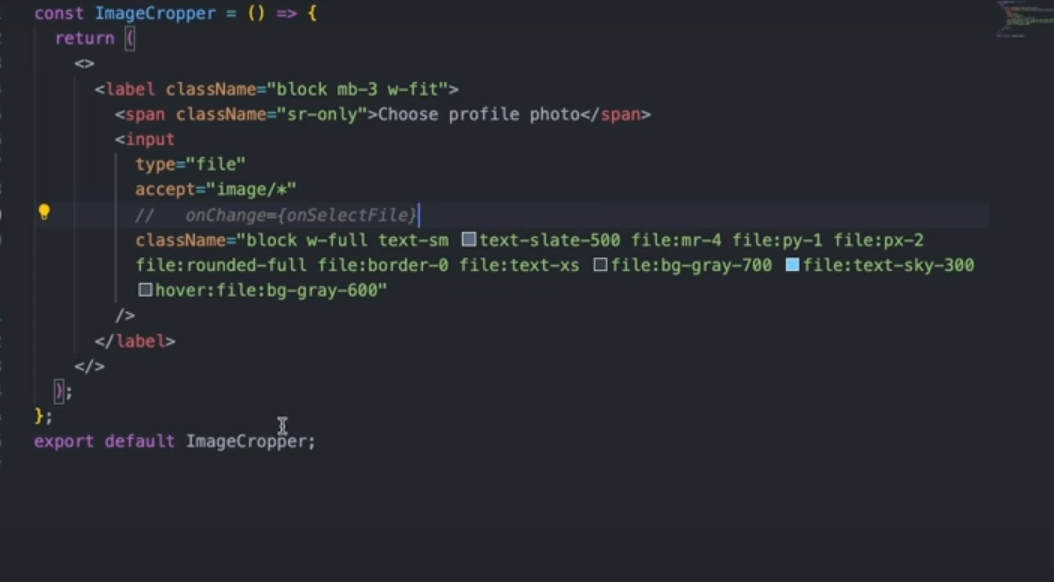 const ImageCropper = () => {
return (
<>
<label className="block mb-3 w-fit">
<span className="sr-only">Choose profile photo</span>
<input
type="file"
accept="image/*"
//   onChange={onSelectFile}
className="block w-full text-sm text-slate-500 file:mr-4 file:py-1 file:px-2
file:rounded-full file:border-0 file:text-xs file:bg-gray-700 file:text-sky-300
hover:file:bg-gray-600"
/>
</label>
</>
);
};
export default ImageCropper;